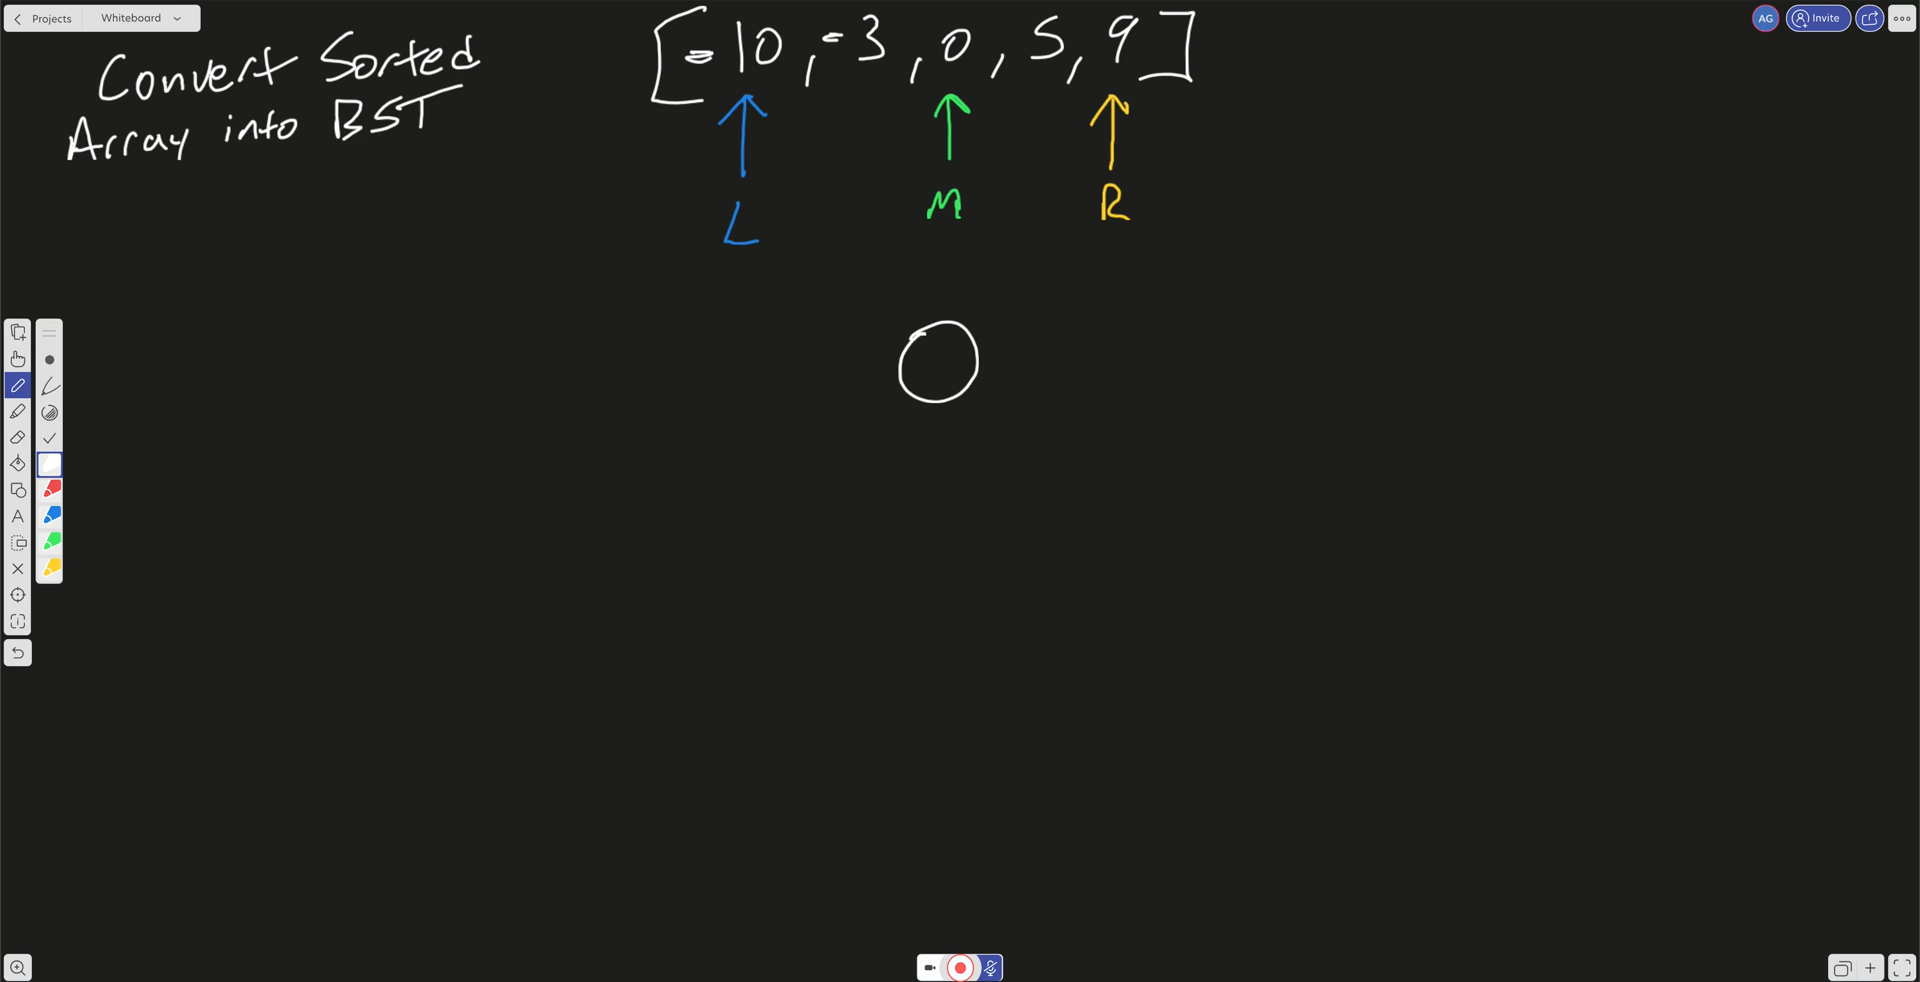 Projects Whiteboard
AG Invite
Convert Sorted
Array into BST
[-10, -3, 0, 5, 9]
L M R
A